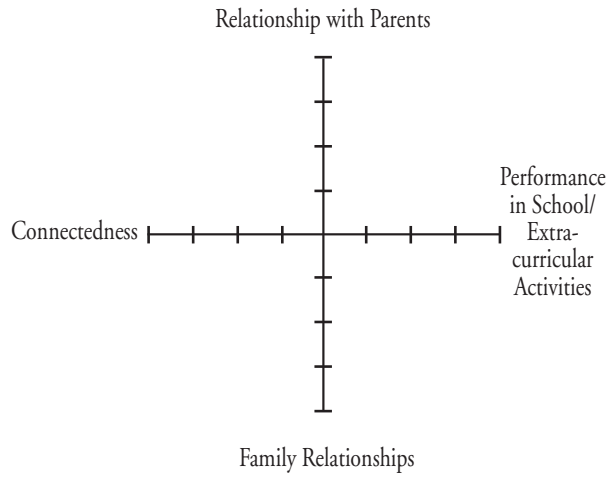 Relationship with Parents
Connectedness
Performance
in School/
Extra-
curricular
Activities
Family Relationships